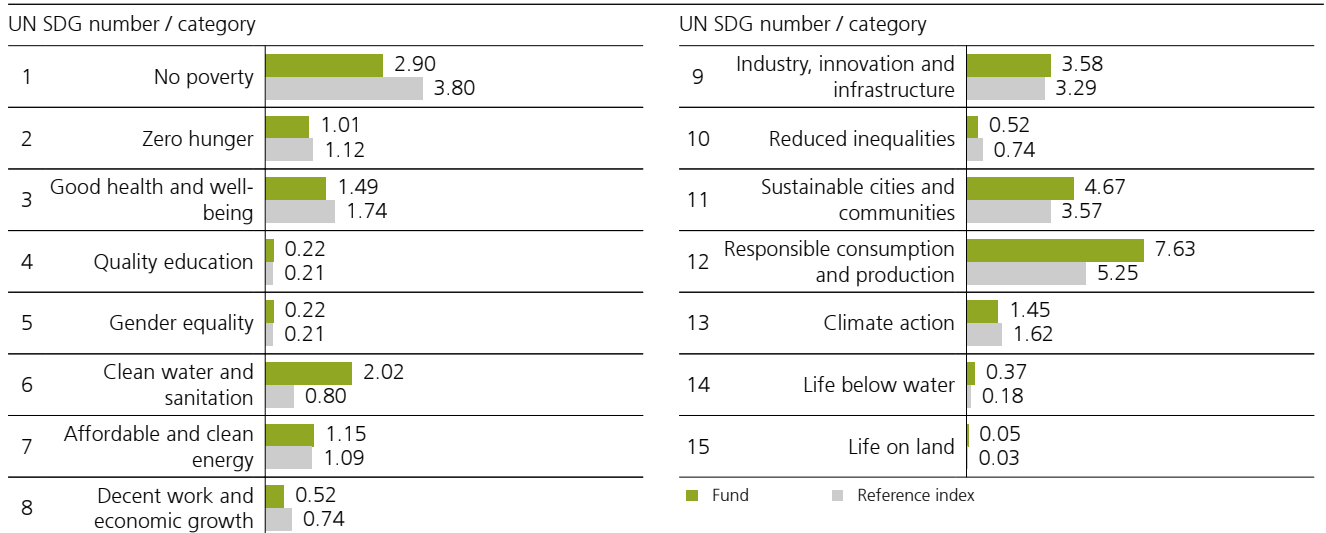 UN SDG number / category
1 No poverty 2.90
3.80
2 Zero hunger 1.01
1.12
3 Good health and well-
being 1.49
1.74
4 Quality education 0.22
0.21
5 Gender equality 0.22
0.21
6 Clean water and
sanitation 2.02
0.80
7 Affordable and clean
energy 1.15
1.09
8 Decent work and
economic growth 0.52
0.74
UN SDG number / category
9 Industry, innovation and
infrastructure 3.58
3.29
10 Reduced inequalities 0.52
0.74
11 Sustainable cities and
communities 4.67
3.57
12 Responsible consumption
and production 7.63
5.25
13 Climate action 1.45
1.62
14 Life below water 0.37
0.18
15 Life on land 0.05
0.03
Fund Reference index